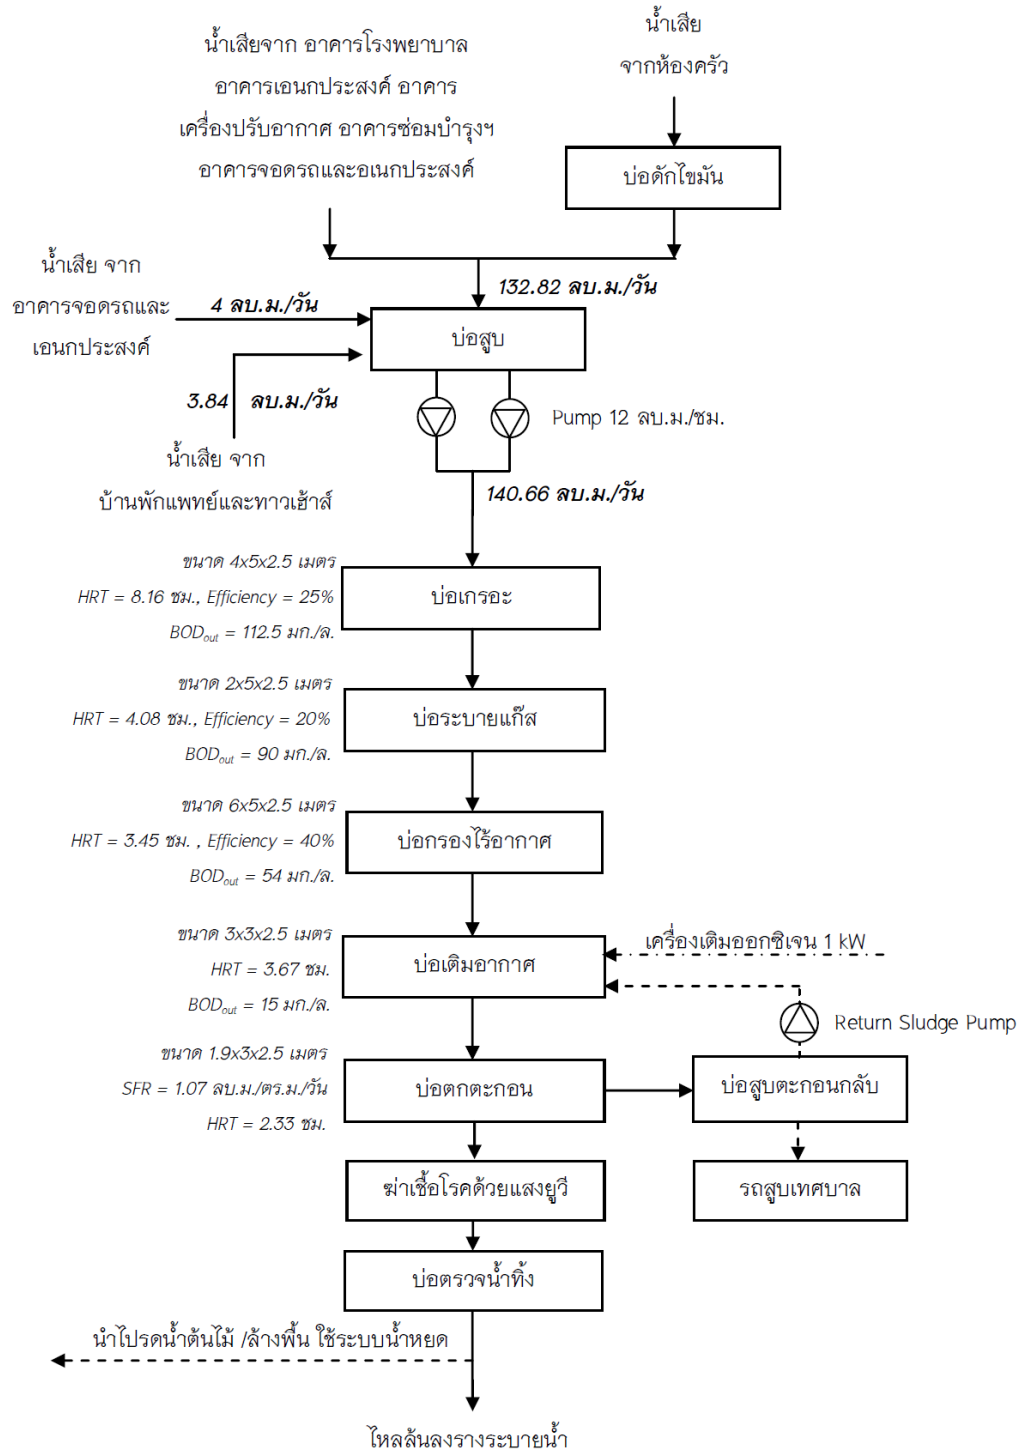 น้ำเสียจาก อาคารโรงพยาบาล
อาคารเอนกประสงค์ อาคาร
เครื่องปรับอากาศ อาคารซ่อมบำรุงฯ
อาคารจอดรถและอเนกประสงค์
น้ำเสีย
จากห้องครัว
บ่อดักไขมัน
132.82 ลบ.ม./วัน
น้ำเสีย จาก
อาคารจอดรถและ
เอนกประสงค์
4 ลบ.ม./วัน
บ่อสูบ
3.84 ลบ.ม./วัน
น้ำเสีย จาก
บ้านพักแพทย์และทาวเฮ้าส์
Pump 12 ลบ.ม./ชม.
140.66 ลบ.ม./วัน
ขนาด 4x5x2.5 เมตร
HRT = 8.16 ชม., Efficiency = 25%
BODout = 112.5 มก./ล.
บ่อเกรอะ
ขนาด 2x5x2.5 เมตร
HRT = 4.08 ชม., Efficiency = 20%
BODout = 90 มก./ล.
บ่อระบายแก๊ส
ขนาด 6x5x2.5 เมตร
HRT = 3.45 ชม. , Efficiency = 40%
BODout = 54 มก./ล.
บ่อกรองไร้อากาศ
ขนาด 3x3x2.5 เมตร
HRT = 3.67 ชม.
BODout = 15 มก./ล.
บ่อเติมอากาศ
เครื่องเติมออกซิเจน 1 kW
Return Sludge Pump
ขนาด 1.9x3x2.5 เมตร
SFR = 1.07 ลบ.ม./ตร.ม./วัน
HRT = 2.33 ชม.
บ่อตกตะกอน
บ่อสูบตะกอนกลับ
รถสูบเทศบาล
ฆ่าเชื้อโรคด้วยแสงยูวี
บ่อตรวจน้ำทิ้ง
นำไปรดน้ำต้นไม้ /ล้างพื้น ใช้ระบบน้ำหยด
ไหลล้นลงรางระบายน้ำ